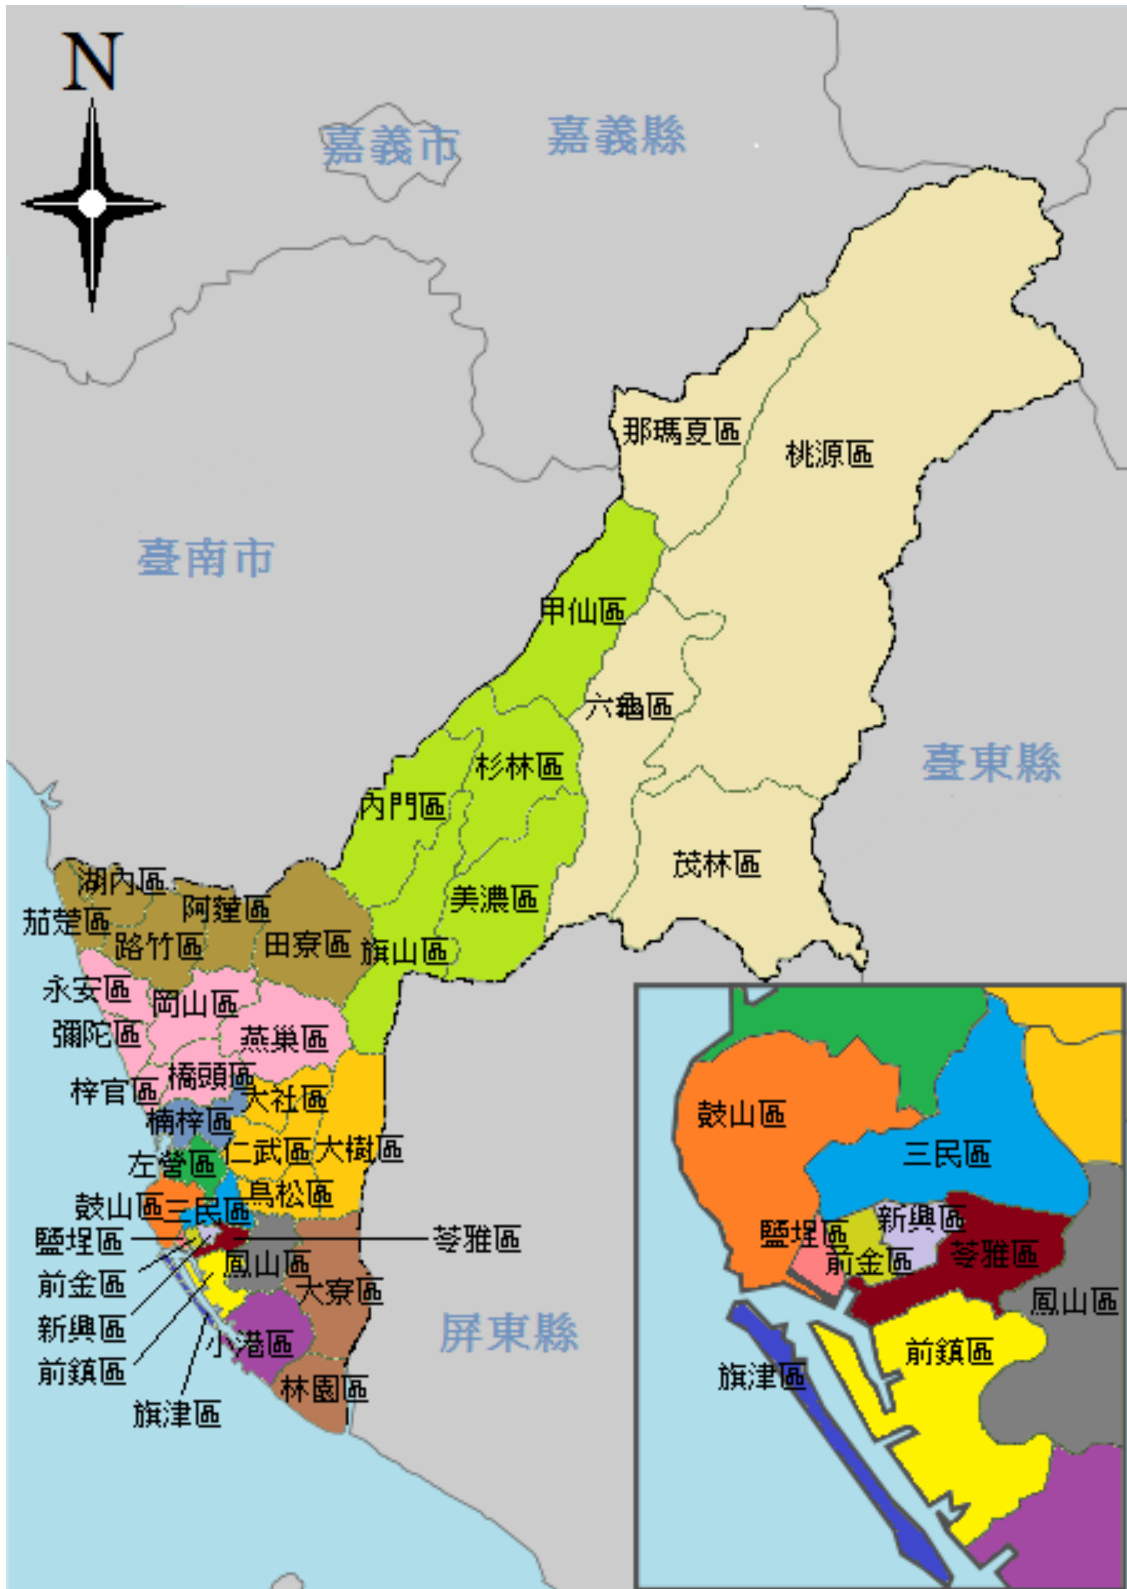 N
嘉義市
嘉義縣
那瑪夏區
桃源區
臺南市
甲仙區
六龜區
杉林區
臺東縣
內門區
茂林區
湖內區
美濃區
阿蓮區
茄萣區
路竹區
田寮區
旗山區
永安區
岡山區
彌陀區
燕巢區
橋頭區
梓官區
大社區
楠梓區
仁武區
大樹區
左營區
鳥松區
鼓山區
三民區
鹽埕區
苓雅區
鳳山區
前金區
大寮區
新興區
小港區
屏東縣
前鎮區
林園區
旗津區
鼓山區
三民區
新興區
鹽埕區
苓雅區
前金區
鳳山區
前鎮區
旗津區